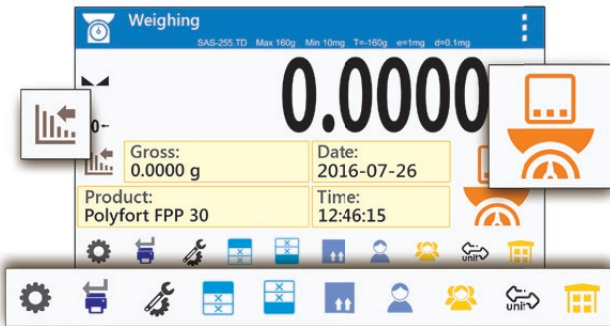 Weighing
SAS-255.TD Max 160g Min 10mg T=-160g e=1mg d=0.1mg
0.0000
0
Gross:
0.0000 g
Date:
2016-07-26
Product:
Polyfort FPP 30
Time:
12:46:15
unit
unit